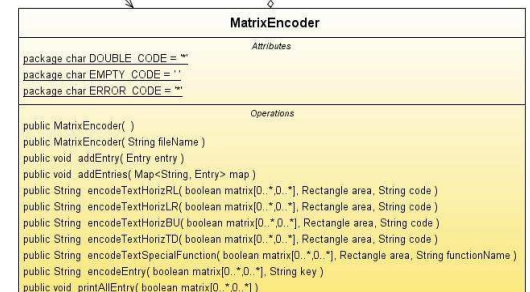 MatrixEncoder
Attributes
package char DOUBLE_CODE = '*'
package char EMPTY_CODE = ' '
package char ERROR_CODE = '*'
Operations
public MatrixEncoder( )
public MatrixEncoder( String fileName )
public void addEntry( Entry entry )
public void addEntries( Map<String, Entry> map )
public String encodeTextHorizRL( boolean matrix[0..*,0..*], Rectangle area, String code )
public String encodeTextHorizLR( boolean matrix[0..*,0..*], Rectangle area, String code )
public String encodeTextHorizBU( boolean matrix[0..*,0..*], Rectangle area, String code )
public String encodeTextHorizTD( boolean matrix[0..*,0..*], Rectangle area, String code )
public String encodeTextSpecialFunction( boolean matrix[0..*,0..*], Rectangle area, String functionName )
public String encodeEntry( boolean matrix[0..*,0..*], String key )
public void printAllEntry( boolean matrix[0..*,0..*] )